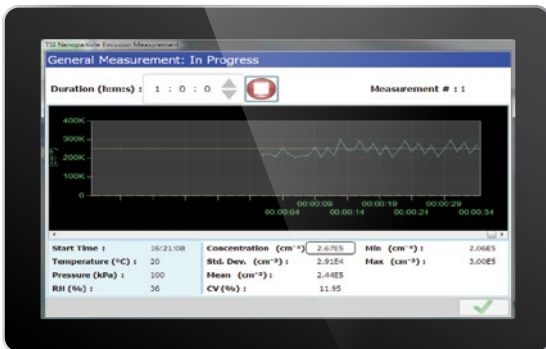 TSI Nanoparticle Emission Measurement
General Measurement: In Progress
Duration (h:m:s) : 1 : 0 : 0 Measurement # : 1
400K
300K
200K
100K
0
(cm⁻³)
00:00:09 00:00:19 00:00:29
00:00:04 00:00:14 00:00:24 00:00:34
Start Time : 16:21:08 Concentration (cm⁻³) 2.67E5 Min (cm⁻³) : 2.06E5
Temperature (ºC) : 20 Std. Dev. (cm⁻³) : 2.91E4 Max (cm⁻³) : 3.00E5
Pressure (kPa) : 100 Mean (cm⁻³) : 2.44E5
RH (%) : 36 CV (%) : 11.95